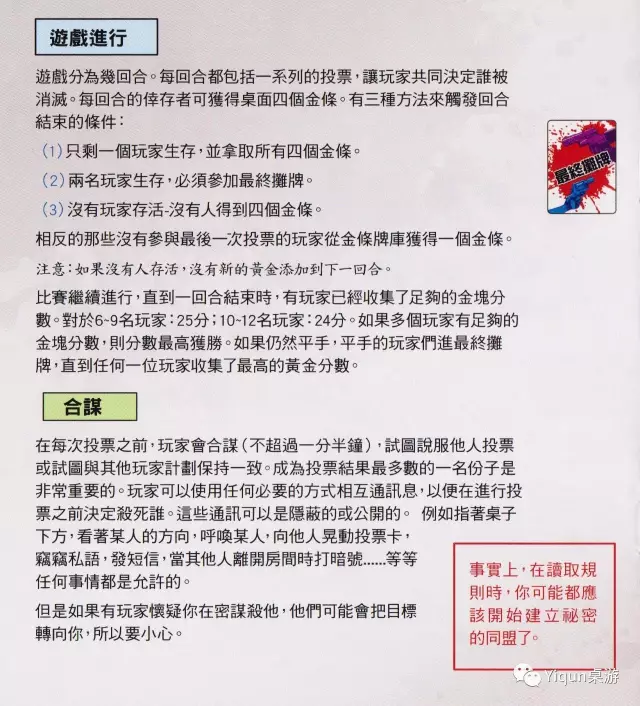 遊戲進行
遊戲分為幾回合。每回合都包括一系列的投票，讓玩家共同決定誰被
消滅。每回合的倖存者可獲得桌面四個金條。有三種方法來觸發回合
結束的條件：
（1）只剩一個玩家生存，並拿取所有四個金條。
（2）兩名玩家生存，必須參加最終攤牌。
（3）沒有玩家存活-沒有人得到四個金條。
最終攤牌
相反的那些沒有參與最後一次投票的玩家從金條牌庫獲得一個金條。
注意：如果沒有人存活，沒有新的黃金添加到下一回合。
比賽繼續進行，直到一回合結束時，有玩家已經收集了足夠的金塊分
數。對於6~9名玩家：25分；10~12名玩家：24分。如果多個玩家有足夠的
金塊分數，則分數最高獲勝。如果仍然平手，平手的玩家們進最終攤
牌，直到任何一位玩家收集了最高的黃金分數。
合謀
在每次投票之前，玩家會合謀（不超過一分半鐘），試圖說服他人投票
或試圖與其他玩家計劃保持一致。成為投票結果最多數的一名份子是
非常重要的。玩家可以使用任何必要的方式相互通訊息，以便在進行投
票之前決定殺死誰。這些通訊可以是隱蔽的或公開的。 例如指著桌子
下方，看著某人的方向，呼喚某人，向他人晃動投票卡，
竊竊私語，發短信，當其他人離開房間時打暗號......等等
任何事情都是允許的。
但是如果有玩家懷疑你在密謀殺他，他們可能會把目標
轉向你，所以要小心。
事實上，在讀取規
則時，你可能都應
該開始建立祕密
的同盟了。
Yiqun桌游